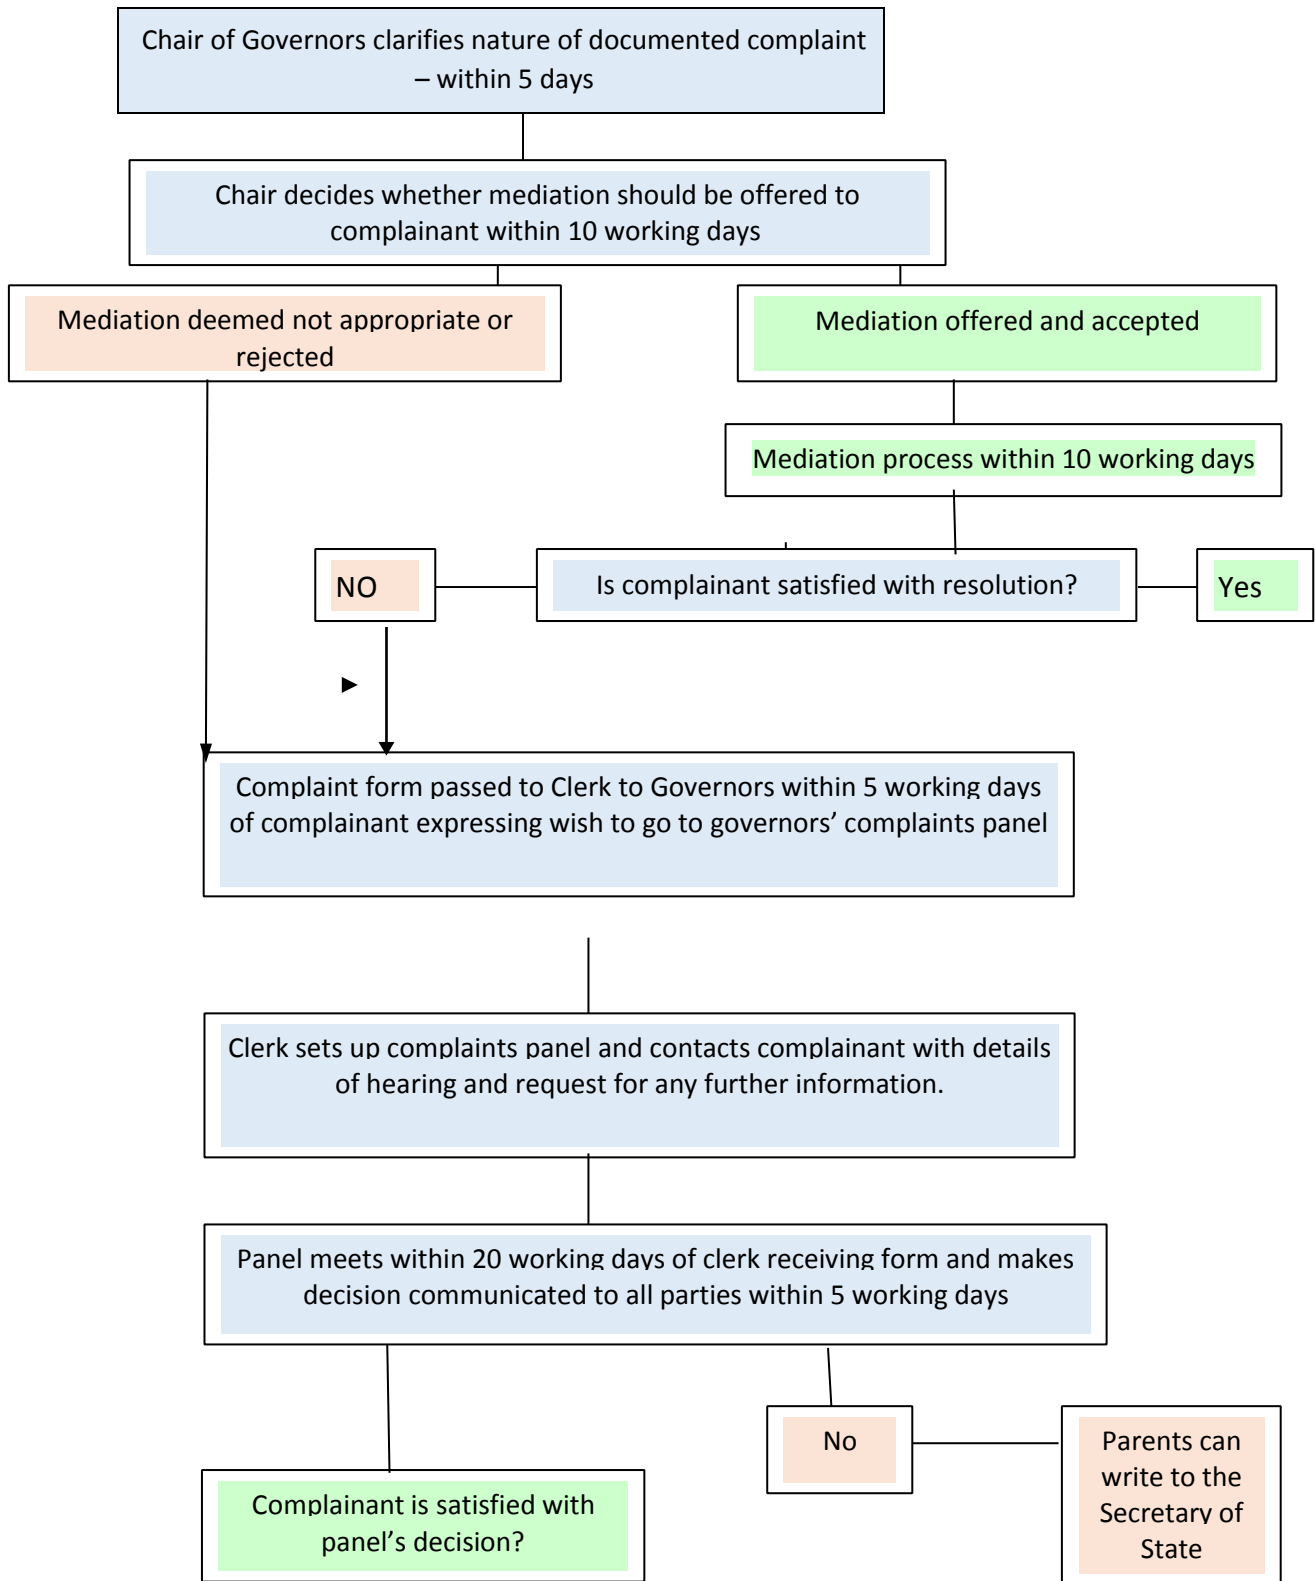 Chair of Governors clarifies nature of documented complaint
– within 5 days
Chair decides whether mediation should be offered to
complainant within 10 working days
Mediation deemed not appropriate or
rejected
Mediation offered and accepted
Mediation process within 10 working days
NO
Is complainant satisfied with resolution?
Yes
Complaint form passed to Clerk to Governors within 5 working days
of complainant expressing wish to go to governors’ complaints panel
Clerk sets up complaints panel and contacts complainant with details
of hearing and request for any further information.
Panel meets within 20 working days of clerk receiving form and makes
decision communicated to all parties within 5 working days
No
Parents can
write to the
Secretary of
State
Complainant is satisfied with
panel’s decision?